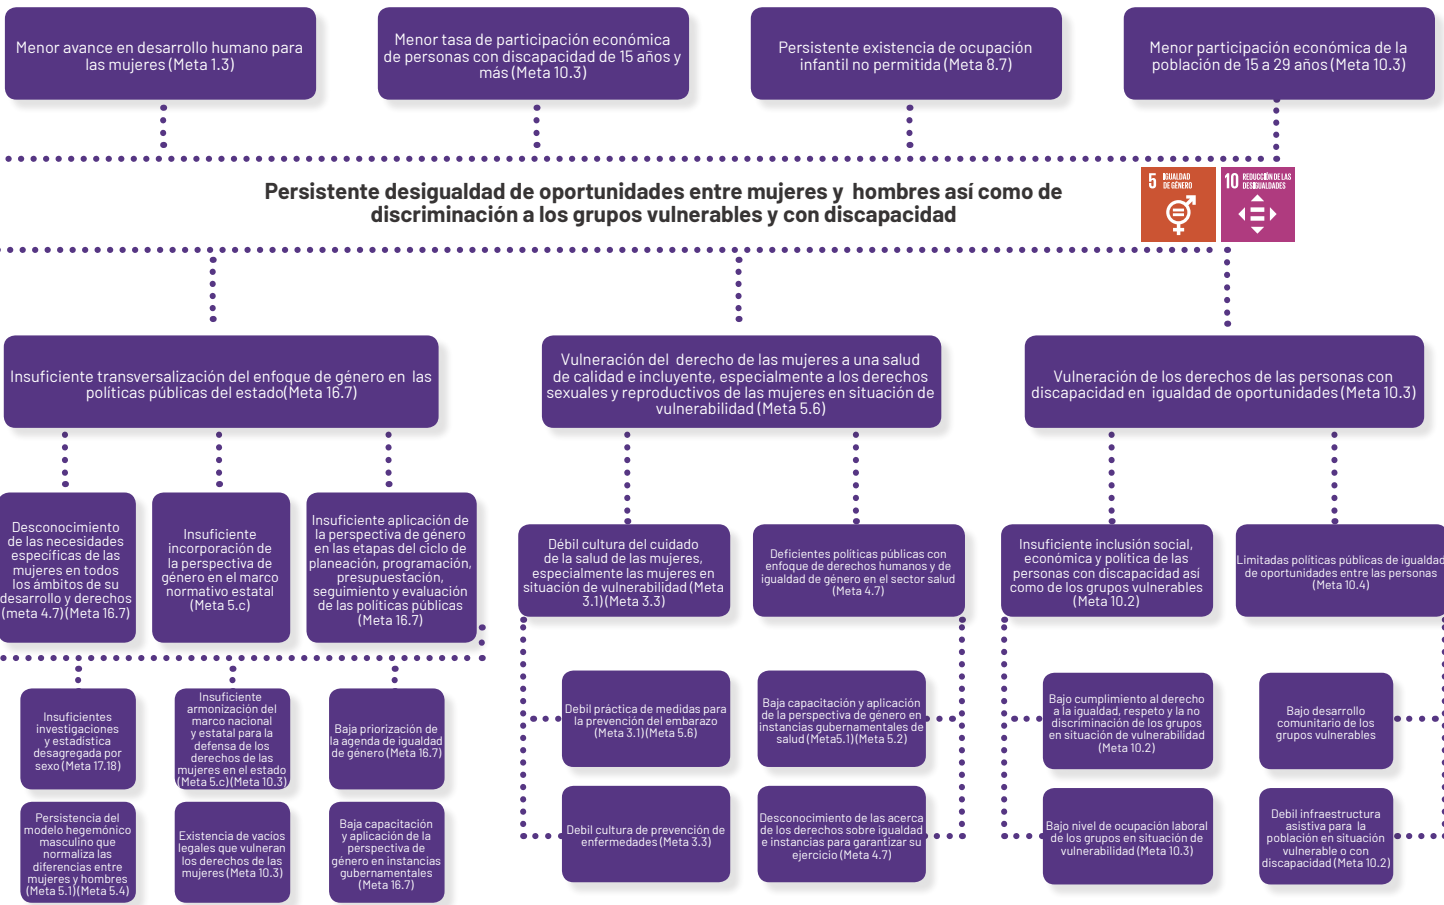 Menor avance en desarrollo humano para
las mujeres (Meta 1.3)
Menor tasa de participación económica
de personas con discapacidad de 15 años y
más (Meta 10.3)
Persistente existencia de ocupación
infantil no permitida (Meta 8.7)
Menor participación económica de la
población de 15 a 29 años (Meta 10.3)
Persistente desigualdad de oportunidades entre mujeres y hombres así como de
discriminación a los grupos vulnerables y con discapacidad
5 IGUALDAD
DE GÉNERO
10 REDUCCIÓN DE LAS
DESIGUALDADES
Insuficiente transversalización del enfoque de género en las
políticas públicas del estado(Meta 16.7)
Vulneración del derecho de las mujeres a una salud
de calidad e incluyente, especialmente a los derechos
sexuales y reproductivos de las mujeres en situación de
vulnerabilidad (Meta 5.6)
Vulneración de los derechos de las personas con
discapacidad en igualdad de oportunidades (Meta 10.3)
Desconocimiento
de las necesidades
específicas de las
mujeres en todos
los ámbitos de su
desarrollo y derechos
(meta 4.7)(Meta 16.7)
Insuficiente
incorporación de
la perspectiva de
género en el marco
normativo estatal
(Meta 5.c)
Insuficiente aplicación de
la perspectiva de género
en las etapas del ciclo de
planeación, programación,
presupuestación,
seguimiento y evaluación
de las políticas públicas
(Meta 16.7)
Débil cultura del cuidado
de la salud de las mujeres,
especialmente las mujeres en
situación de vulnerabilidad (Meta
3.1)(Meta 3.3)
Deficientes políticas públicas con
enfoque de derechos humanos y de
igualdad de género en el sector salud
(Meta 4.7)
Insuficiente inclusión social,
económica y política de las
personas con discapacidad así
como de los grupos vulnerables
(Meta 10.2)
Limitadas políticas públicas de igualdad
de oportunidades entre las personas
(Meta 10.4)
Insuficientes
investigaciones
y estadística
desagregada por
sexo (Meta 17.18)
Insuficiente
armonización del
marco nacional
y estatal para la
defensa de los
derechos de las
mujeres en el estado
(Meta 5.c)(Meta 10.3)
Baja priorización de
la agenda de igualdad
de género (Meta 16.7)
Debil práctica de medidas para
la prevención del embarazo
(Meta 3.1)(Meta 5.6)
Baja capacitación y aplicación
de la perspectiva de género en
instancias gubernamentales de
salud (Meta5.1)(Meta 5.2)
Bajo cumplimiento al derecho
a la igualdad, respeto y la no
discriminación de los grupos
en situación de vulnerabilidad
(Meta 10.2)
Bajo desarrollo
comunitario de los
grupos vulnerables
Persistencia del
modelo hegemónico
masculino que
normaliza las
diferencias entre
mujeres y hombres
(Meta 5.1)(Meta 5.4)
Existencia de vacíos
legales que vulneran
los derechos de las
mujeres (Meta 10.3)
Baja capacitación
y aplicación de la
perspectiva de
género en instancias
gubernamentales
(Meta 16.7)
Debil cultura de prevención de
enfermedades (Meta 3.3)
Desconocimiento de las acerca
de los derechos sobre igualdad
e instancias para garantizar su
ejercicio (Meta 4.7)
Bajo nivel de ocupación laboral
de los grupos en situación de
vulnerabilidad (Meta 10.3)
Debil infraestructura
asistiva para la
población en situación
vulnerable o con
discapacidad (Meta 10.2)